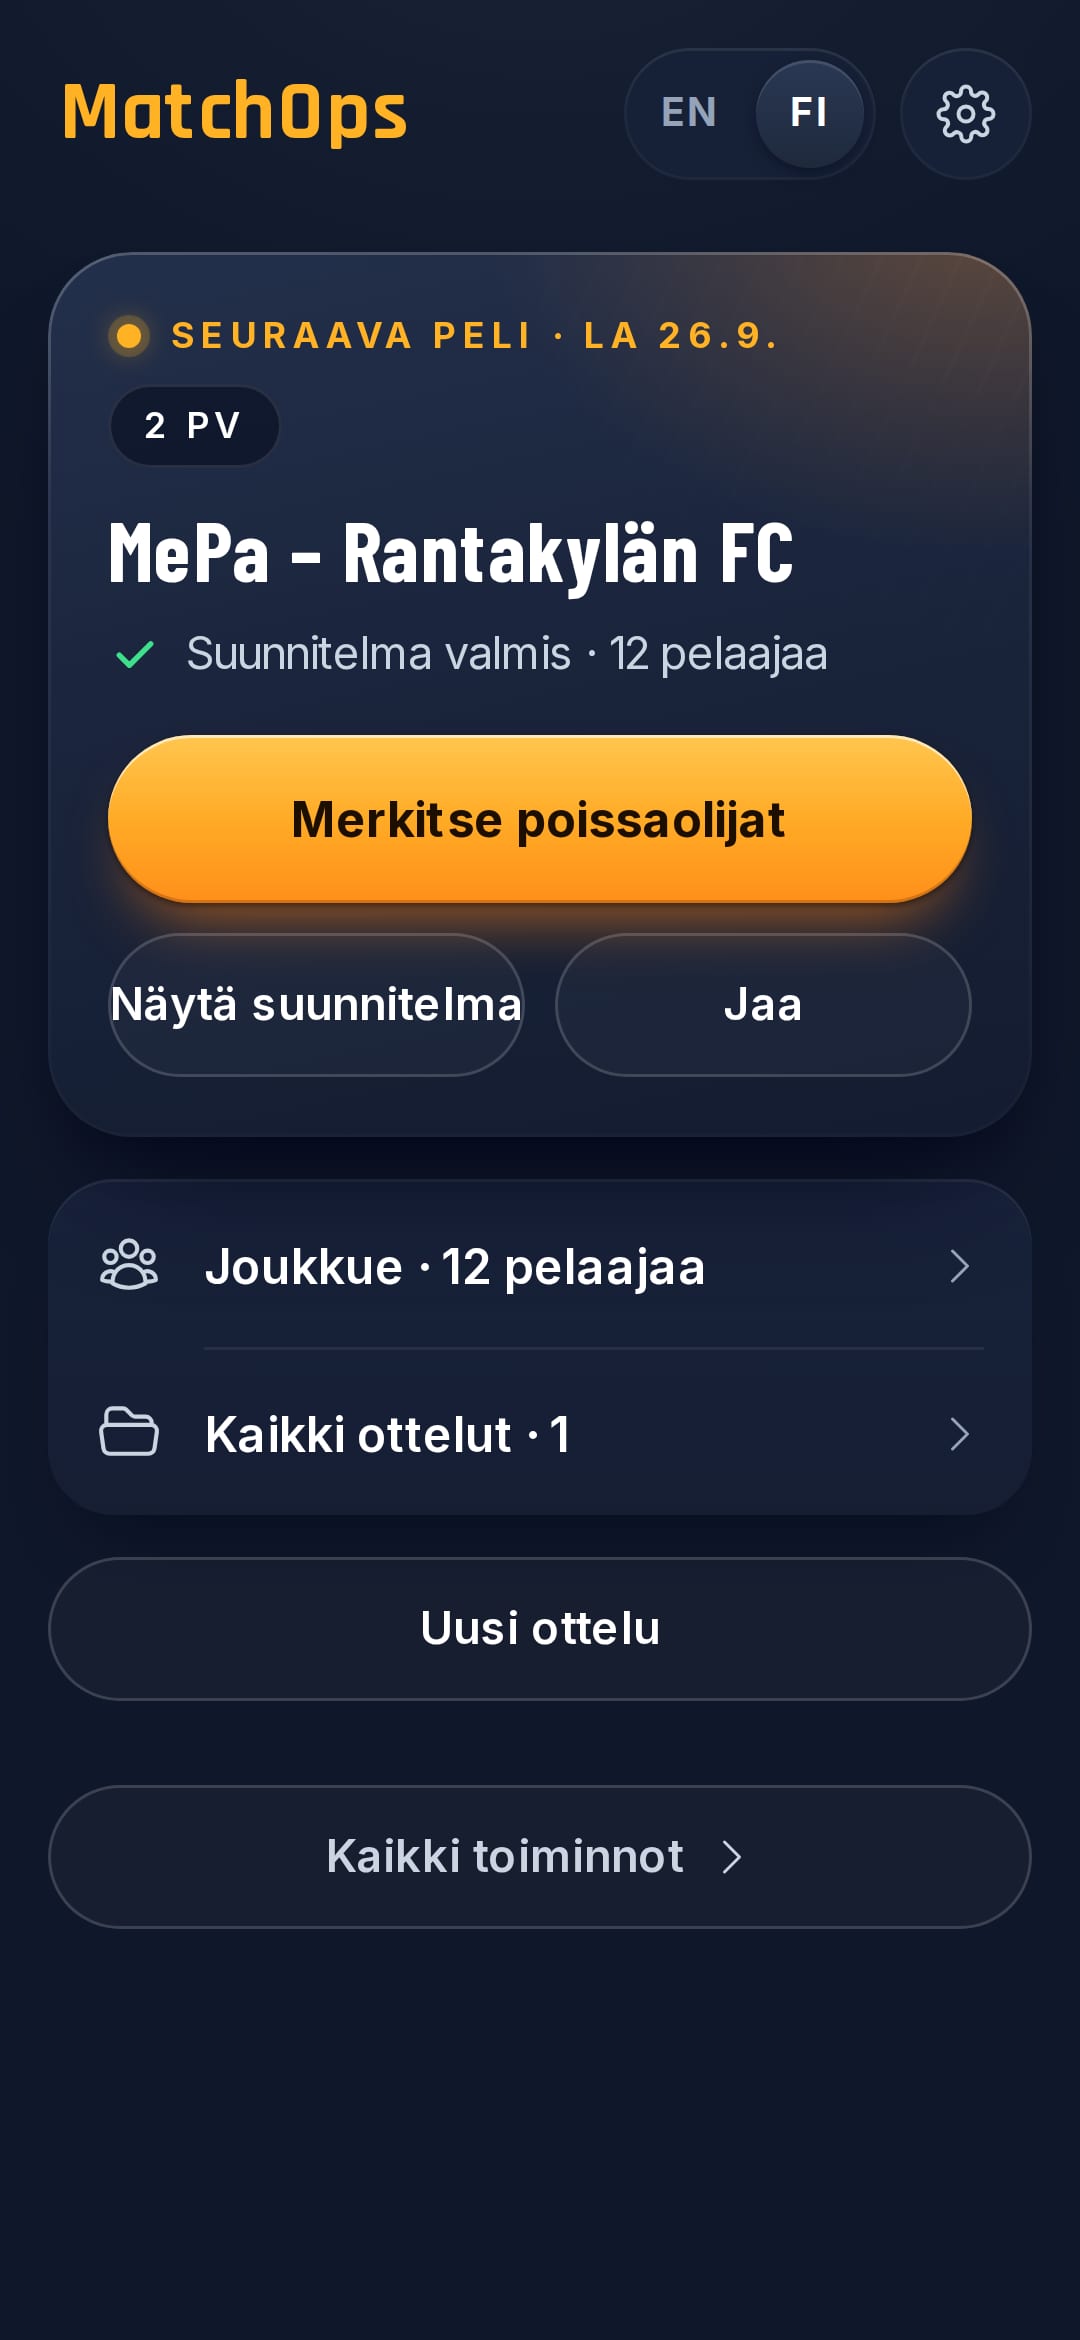 MatchOps
EN FI
SEURAAVA PELI · LA 26.9.
2 PV
MePa – Rantakylän FC
Suunnitelma valmis · 12 pelaajaa
Merkitse poissaolijat
Näytä suunnitelma Jaa
Joukkue · 12 pelaajaa
Kaikki ottelut · 1
Uusi ottelu
Kaikki toiminnot